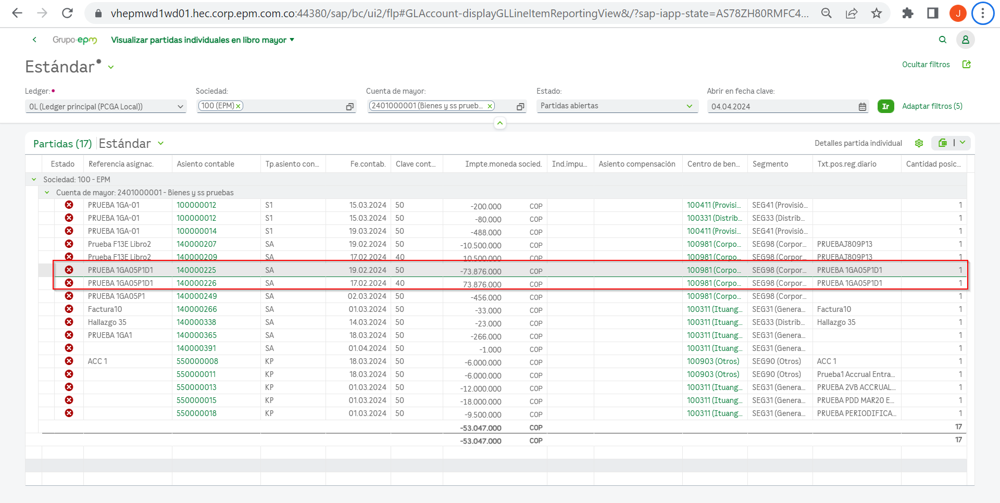 vhepmwd1wd01.hec.corp.epm.com.co:44380/sap/bc/ui2/flp#GLAccount-displayGLLineItemReportingView&/?sap-iapp-state=AS78ZH80RMFC4...
J
Grupo·epm Visualizar partidas individuales en libro mayor
Estándar
Ocultar filtros
Ledger: Sociedad: Cuenta de mayor: Estado: Abrir en fecha clave:
0L (Ledger principal (PCGA Local)) 100 (EPM) 2401000001 (Bienes y ss prueb... Partidas abiertas 04.04.2024 Ir Adaptar filtros (5)
Partidas (17) Estándar Detalles partida individual
Estado Referencia asignac. Asiento contable Tp.asiento con... Fe.contab. Clave cont... Impte.moneda socied. Ind.impu... Asiento compensación Centro de ben... Segmento Txt.pos.reg.diario Cantidad posic...
Sociedad: 100 - EPM
Cuenta de mayor: 2401000001 - Bienes y ss pruebas
PRUEBA 1GA-01 100000012 S1 15.03.2024 50 -200.000 COP 100411 (Provisi... SEG41 (Provisió... 1
PRUEBA 1GA-01 100000012 S1 15.03.2024 50 -80.000 COP 100331 (Distrib... SEG33 (Distrib... 1
PRUEBA 1GA-01 100000014 S1 19.03.2024 50 -488.000 COP 100411 (Provisi... SEG41 (Provisió... 1
Prueba F13E Libro2 140000207 SA 19.02.2024 50 -10.500.000 COP 100981 (Corpo... SEG98 (Corpor... PRUEBAJ809P13 1
Prueba F13E Libro2 140000209 SA 17.02.2024 40 10.500.000 COP 100981 (Corpo... SEG98 (Corpor... PRUEBAJ809P13 1
PRUEBA 1GA05P1D1 140000225 SA 19.02.2024 50 -73.876.000 COP 100981 (Corpo... SEG98 (Corpor... PRUEBA 1GA05P1D1 1
PRUEBA 1GA05P1D1 140000226 SA 17.02.2024 40 73.876.000 COP 100981 (Corpo... SEG98 (Corpor... PRUEBA 1GA05P1D1 1
PRUEBA 1GA05P1 140000249 SA 02.03.2024 50 -456.000 COP 100981 (Corpo... SEG98 (Corpor... 1
Factura10 140000266 SA 01.03.2024 50 -33.000 COP 100311 (Ituang... SEG31 (Genera... Factura10 1
Hallazgo 35 140000338 SA 14.03.2024 50 -23.000 COP 100311 (Ituang... SEG33 (Distrib... Hallazgo 35 1
PRUEBA 1GA1 140000365 SA 18.03.2024 50 -266.000 COP 100311 (Ituang... SEG31 (Genera... 1
140000391 SA 01.04.2024 50 -1.000 COP 100311 (Ituang... SEG31 (Genera... 1
ACC 1 550000008 KP 18.03.2024 50 -6.000.000 COP 100903 (Otros) SEG90 (Otros) ACC 1 1
550000011 KP 18.03.2024 50 -6.000.000 COP 100903 (Otros) SEG90 (Otros) Prueba1 Accrual Entra... 1
550000013 KP 01.03.2024 50 -12.000.000 COP 100311 (Ituang... SEG31 (Genera... PRUEBA 2VB ACCRUAL... 1
550000015 KP 01.03.2024 50 -18.000.000 COP 100311 (Ituang... SEG31 (Genera... PRUEBA PDD MAR20 E... 1
550000018 KP 01.03.2024 50 -9.500.000 COP 100311 (Ituang... SEG31 (Genera... PRUEBA PERIODIFICA... 1
-53.047.000 COP 17
-53.047.000 COP 17